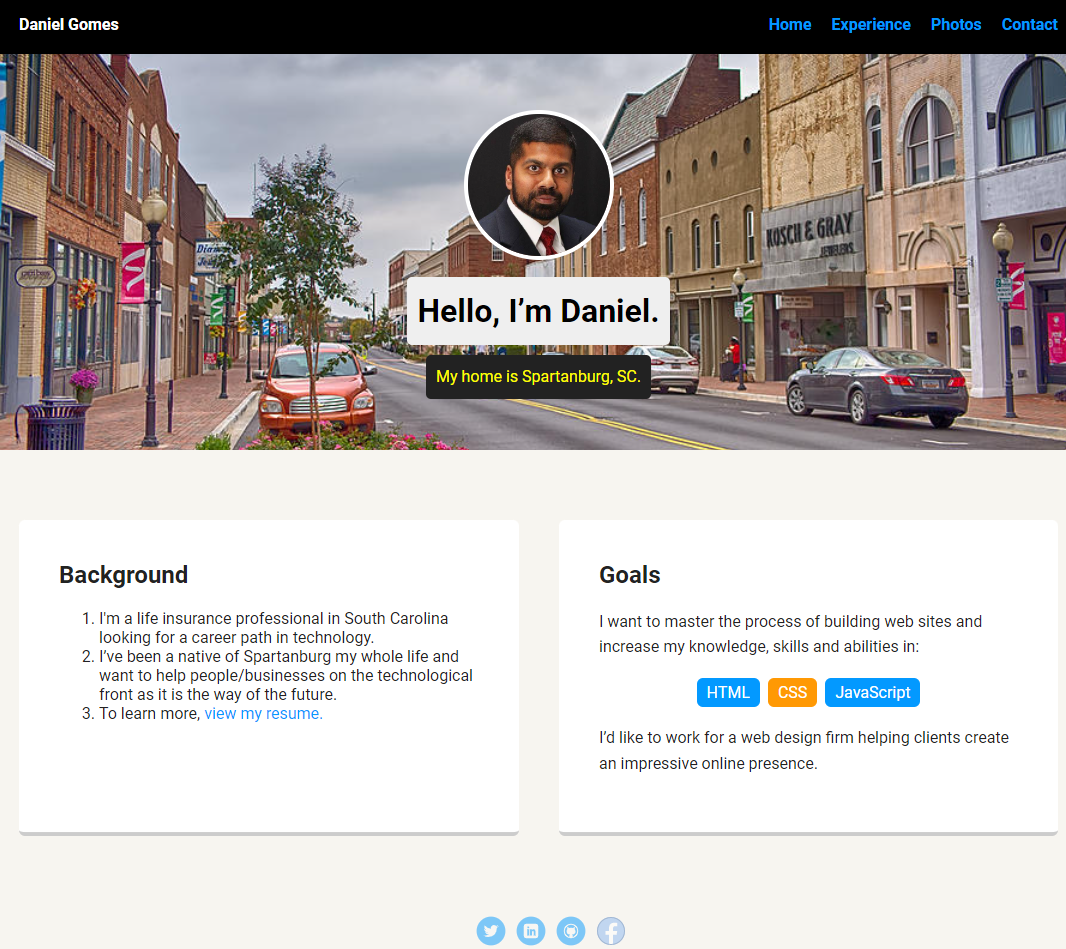 Daniel Gomes
Home Experience Photos Contact
KOSCH & GRAY
JEWELERS
Hello, I’m Daniel.
My home is Spartanburg, SC.
Background
1. I'm a life insurance professional in South Carolina
looking for a career path in technology.
2. I’ve been a native of Spartanburg my whole life and
want to help people/businesses on the technological
front as it is the way of the future.
3. To learn more, view my resume.
Goals
I want to master the process of building web sites and
increase my knowledge, skills and abilities in:
HTML CSS JavaScript
I’d like to work for a web design firm helping clients create
an impressive online presence.